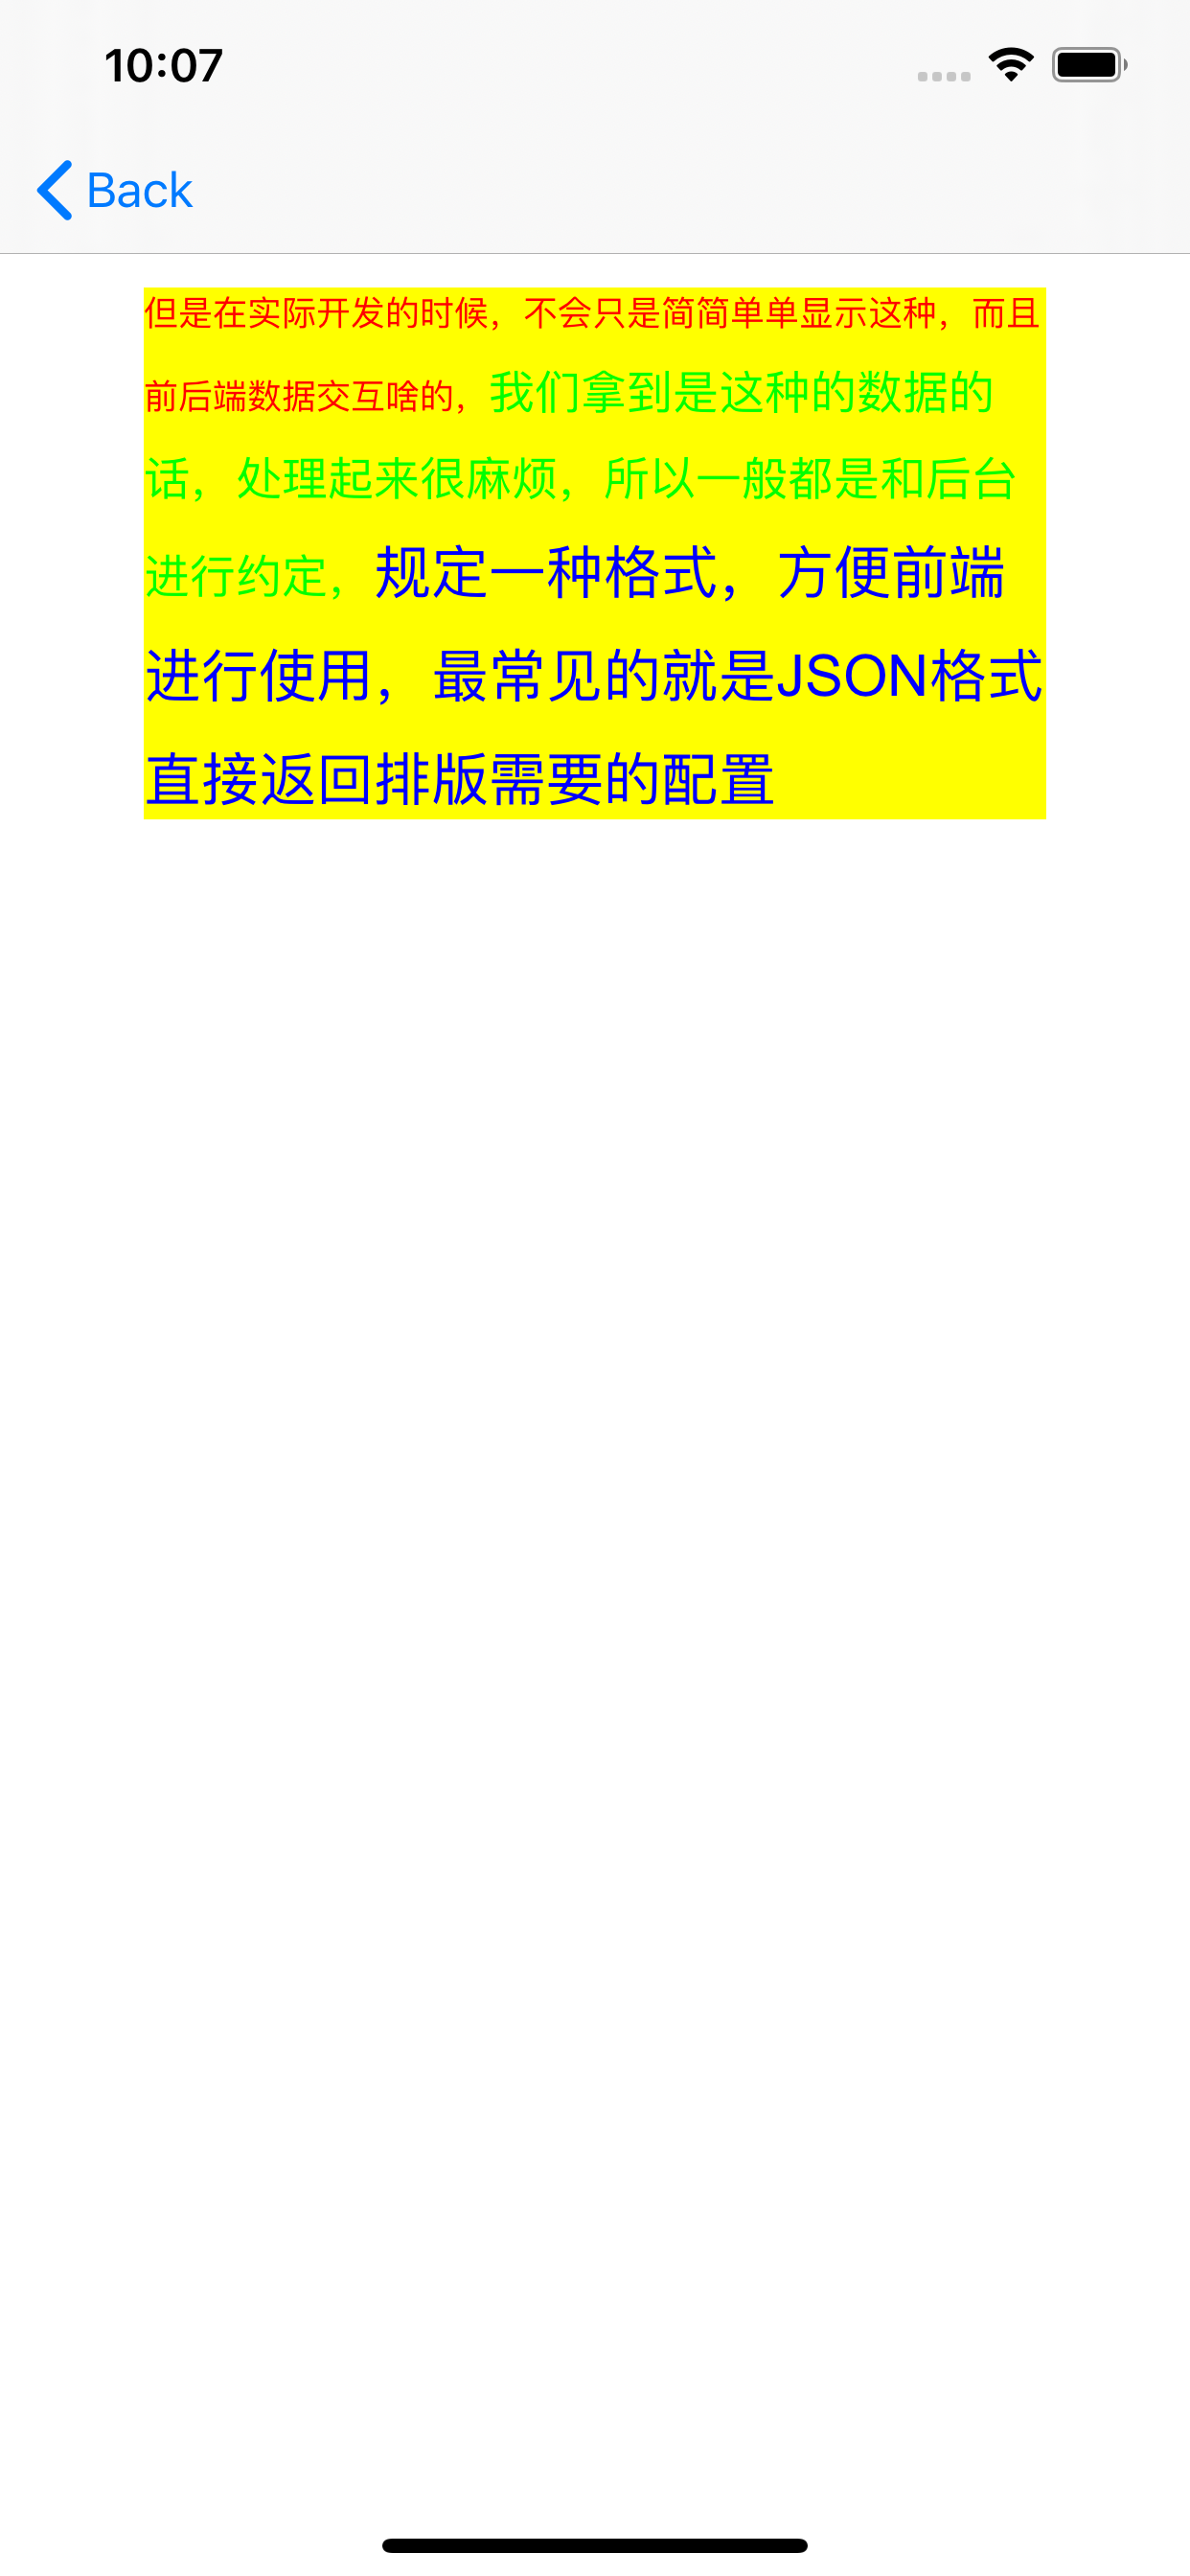 10:07
Back
但是在实际开发的时候，不会只是简简单单显示这种，而且
前后端数据交互啥的，我们拿到是这种的数据的
话，处理起来很麻烦，所以一般都是和后台
进行约定，规定一种格式，方便前端
进行使用，最常见的就是JSON格式
直接返回排版需要的配置